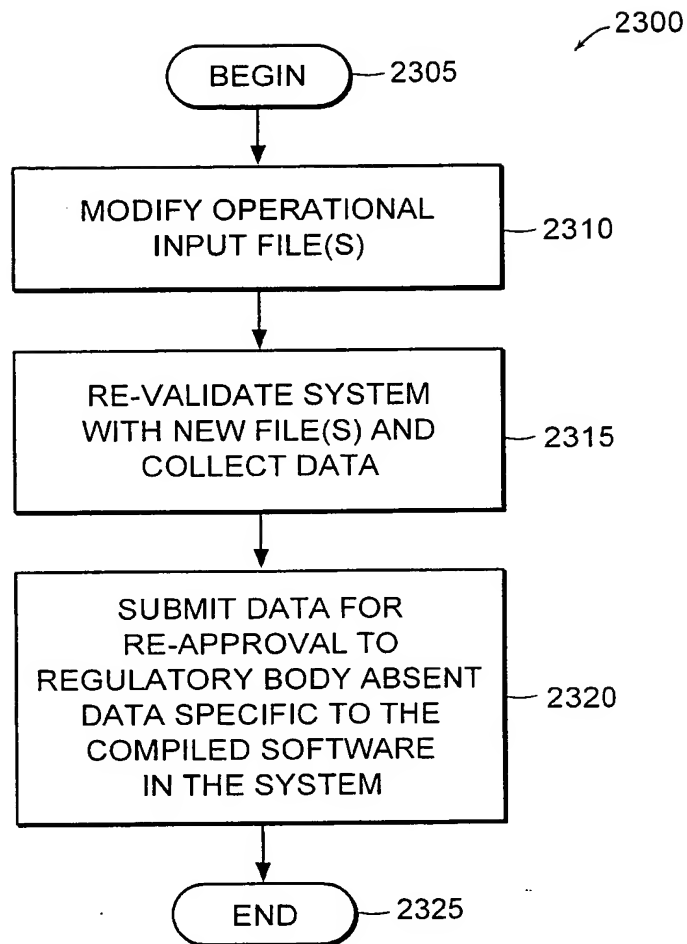 2300
BEGIN
2305
MODIFY OPERATIONAL
INPUT FILE(S)
2310
RE-VALIDATE SYSTEM
WITH NEW FILE(S) AND
COLLECT DATA
2315
SUBMIT DATA FOR
RE-APPROVAL TO
REGULATORY BODY ABSENT
DATA SPECIFIC TO THE
COMPILED SOFTWARE
IN THE SYSTEM
2320
END
2325